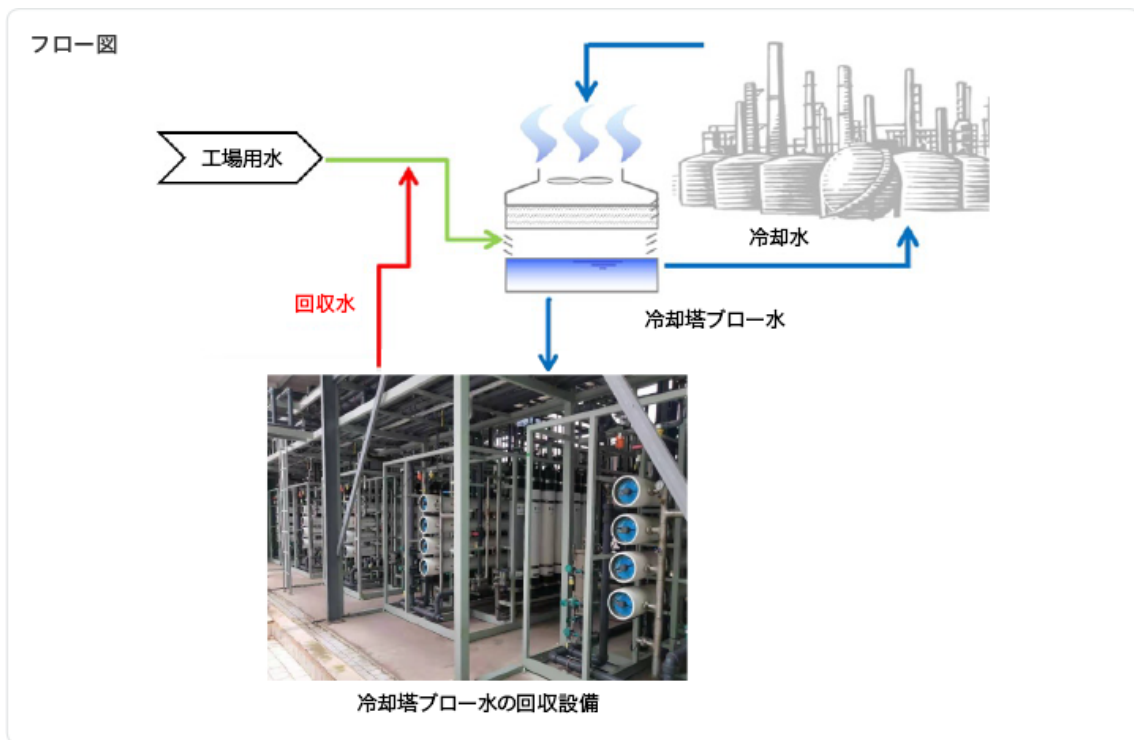 フロー図
工場用水
冷却水
回収水
冷却塔ブロー水
冷却塔ブロー水の回収設備